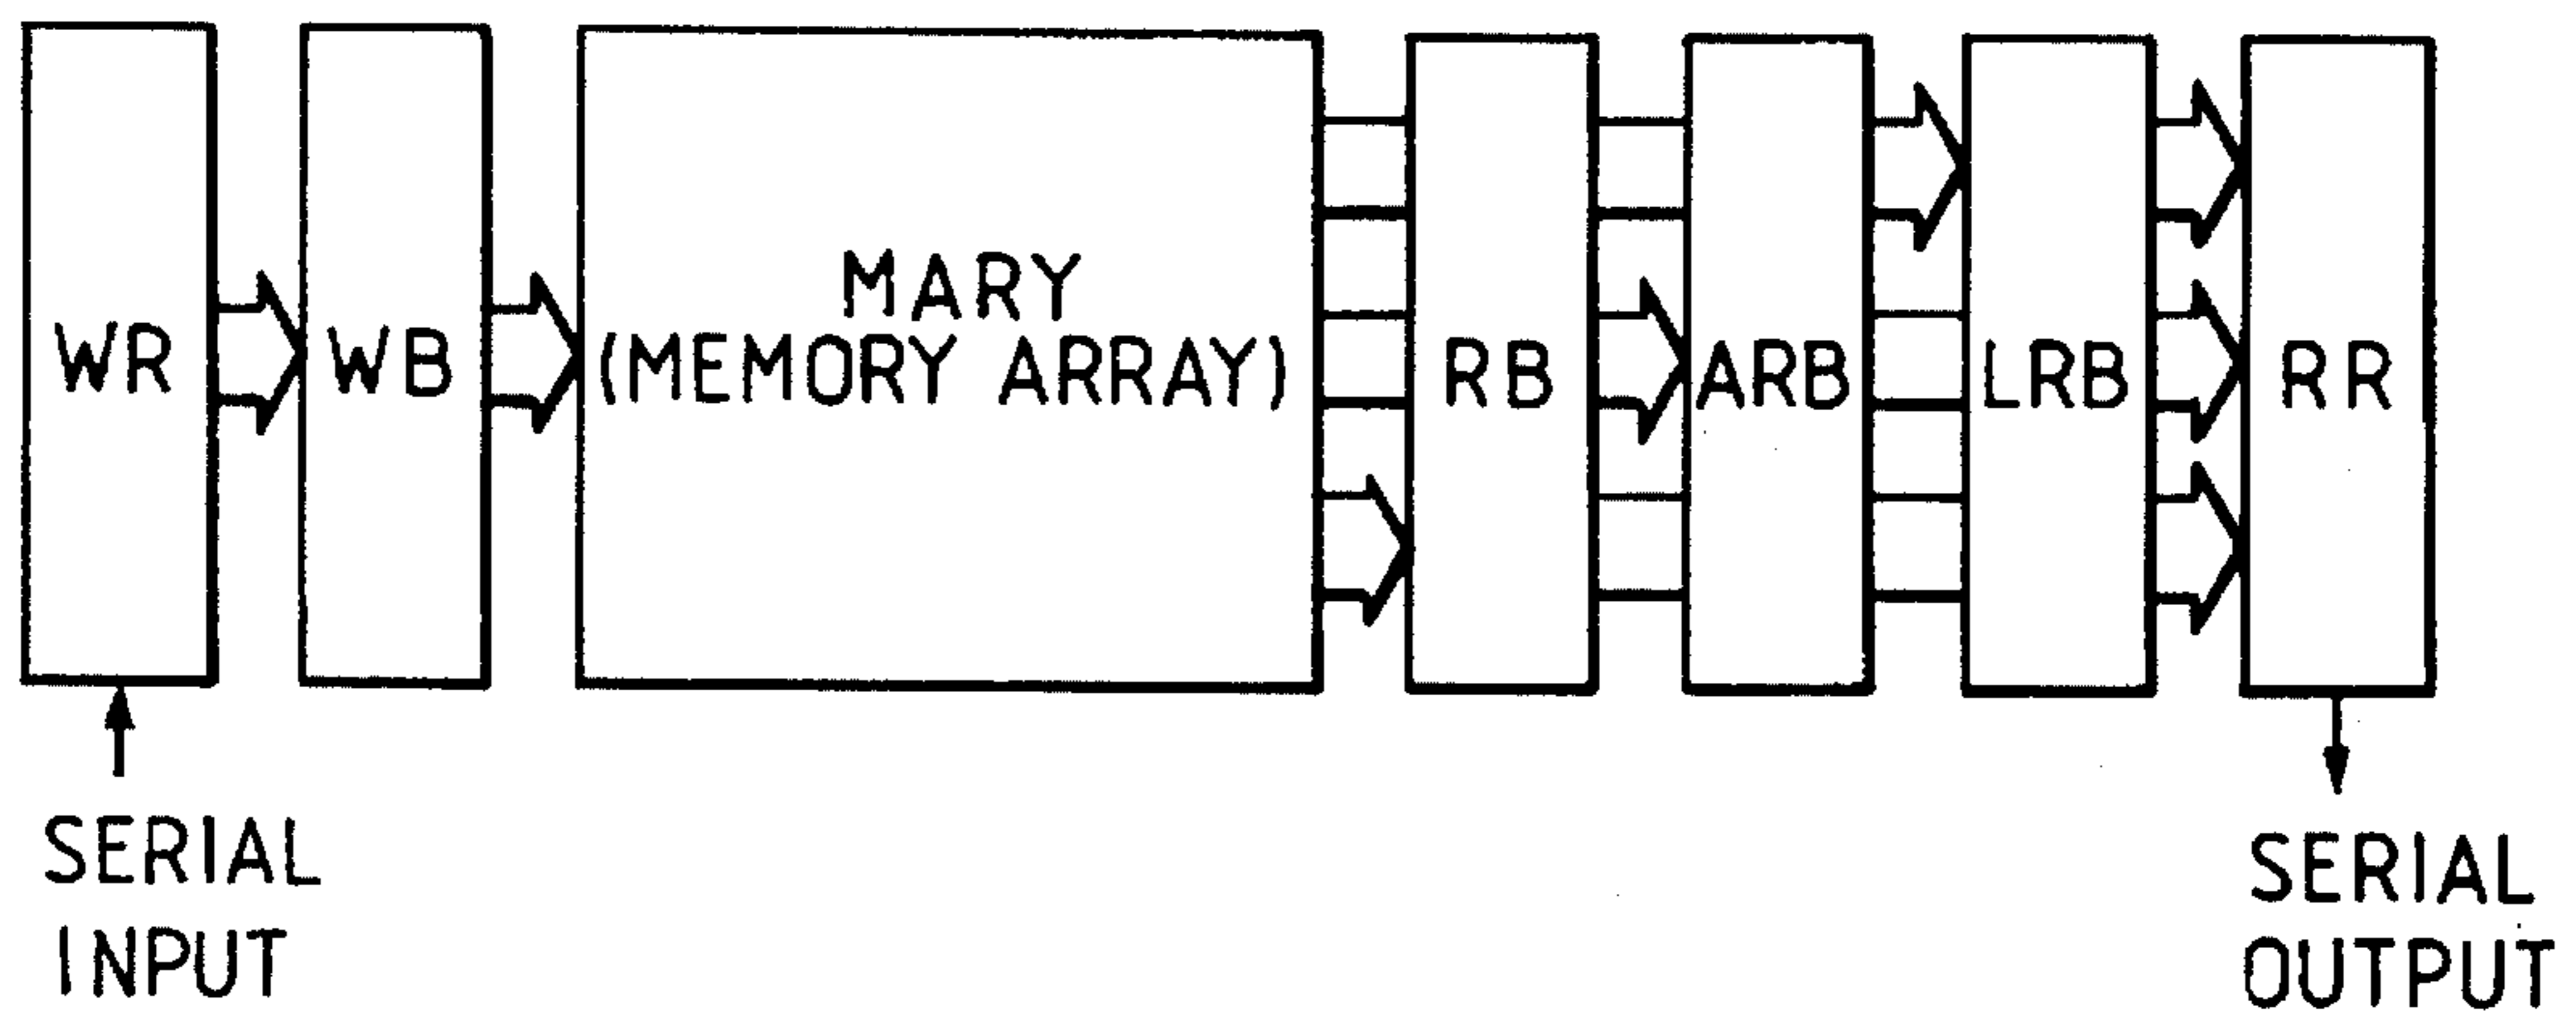 MARY
WR WB (MEMORY ARRAY) RB ARB LRB RR
SERIAL
INPUT
SERIAL
OUTPUT